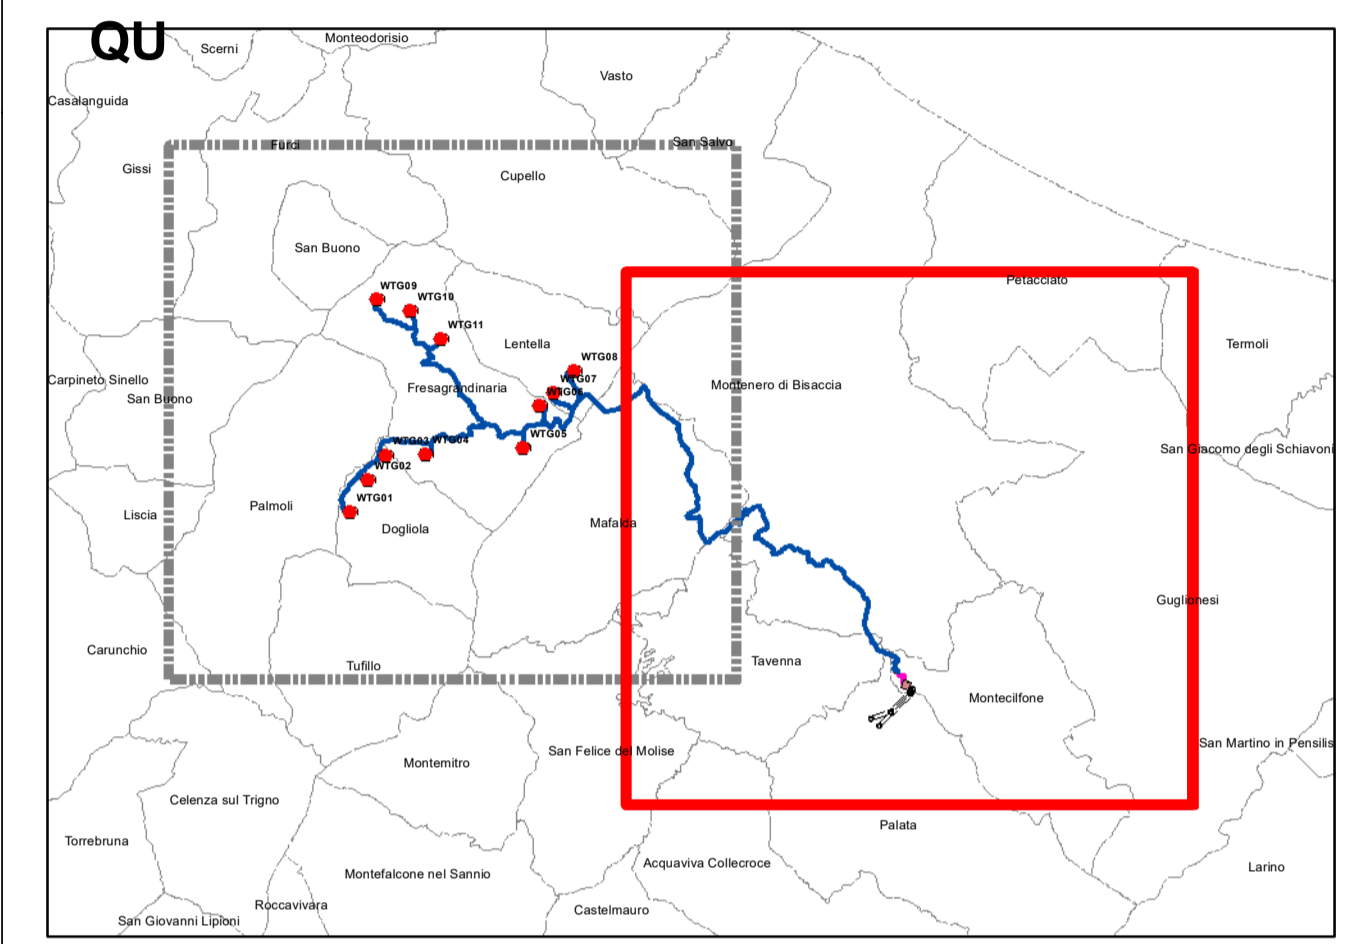 QU
Monteodorisio
Scerni
Vasto
Casalanguida
San Salvo
Furci
Gissi
Cupello
San Buono
Petacciato
WTG09
WTG10
WTG11
Lentella
Termoli
WTG08
WTG07
Carpineto Sinello
Montenero di Bisaccia
Fresagrandinaria
WTG06
San Buono
WTG05
WTG03
WTG04
San Giacomo degli Schiavoni
WTG02
WTG01
Palmoli
Liscia
Mafalda
Dogliola
Guglionesi
Carunchio
Tavenna
Tufillo
Montecilfone
San Martino in Pensilis
San Felice del Molise
Montemitro
Celenza sul Trigno
Palata
Torrebruna
Acquaviva Collecroce
Larino
Montefalcone nel Sannio
Roccavivara
Castelmauro
San Giovanni Lipioni